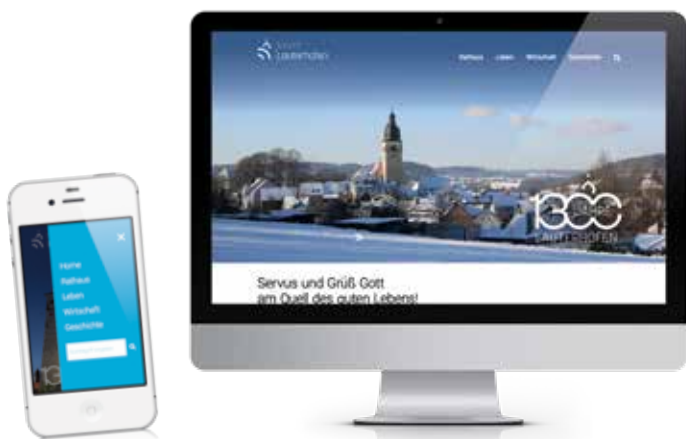 Markt
Lauterhofen
Rathaus Leben Wirtschaft Geschichte
1300
LAUTERHOFEN
Servus und Grüß Gott
am Quell des guten Lebens!
Home
Rathaus
Leben
Wirtschaft
Geschichte